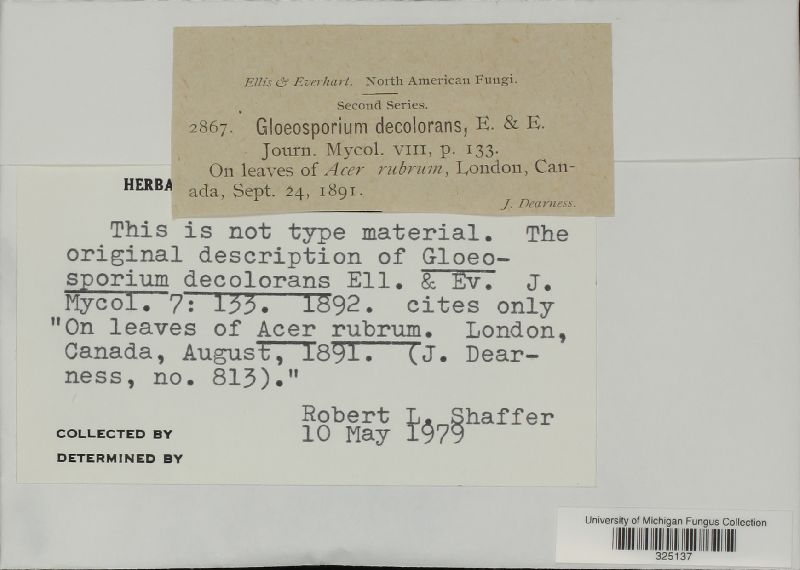 Ellis & Everhart. North American Fungi.
Second Series.
2867. Gloeosporium decolorans, E. & E.
Journ. Mycol. VIII, p. 133.
On leaves of Acer rubrum, London, Can-
ada, Sept. 24, 1891.
J. Dearness.
HERBA
This is not type material. The
original description of Gloeo-
sporium decolorans Ell. & Ev. J.
Mycol. 7: 133. 1892. cites only
"On leaves of Acer rubrum. London,
Canada, August, 1891. (J. Dear-
ness, no. 813)."
Robert L. Shaffer
10 May 1979
COLLECTED BY
DETERMINED BY
University of Michigan Fungus Collection
325137